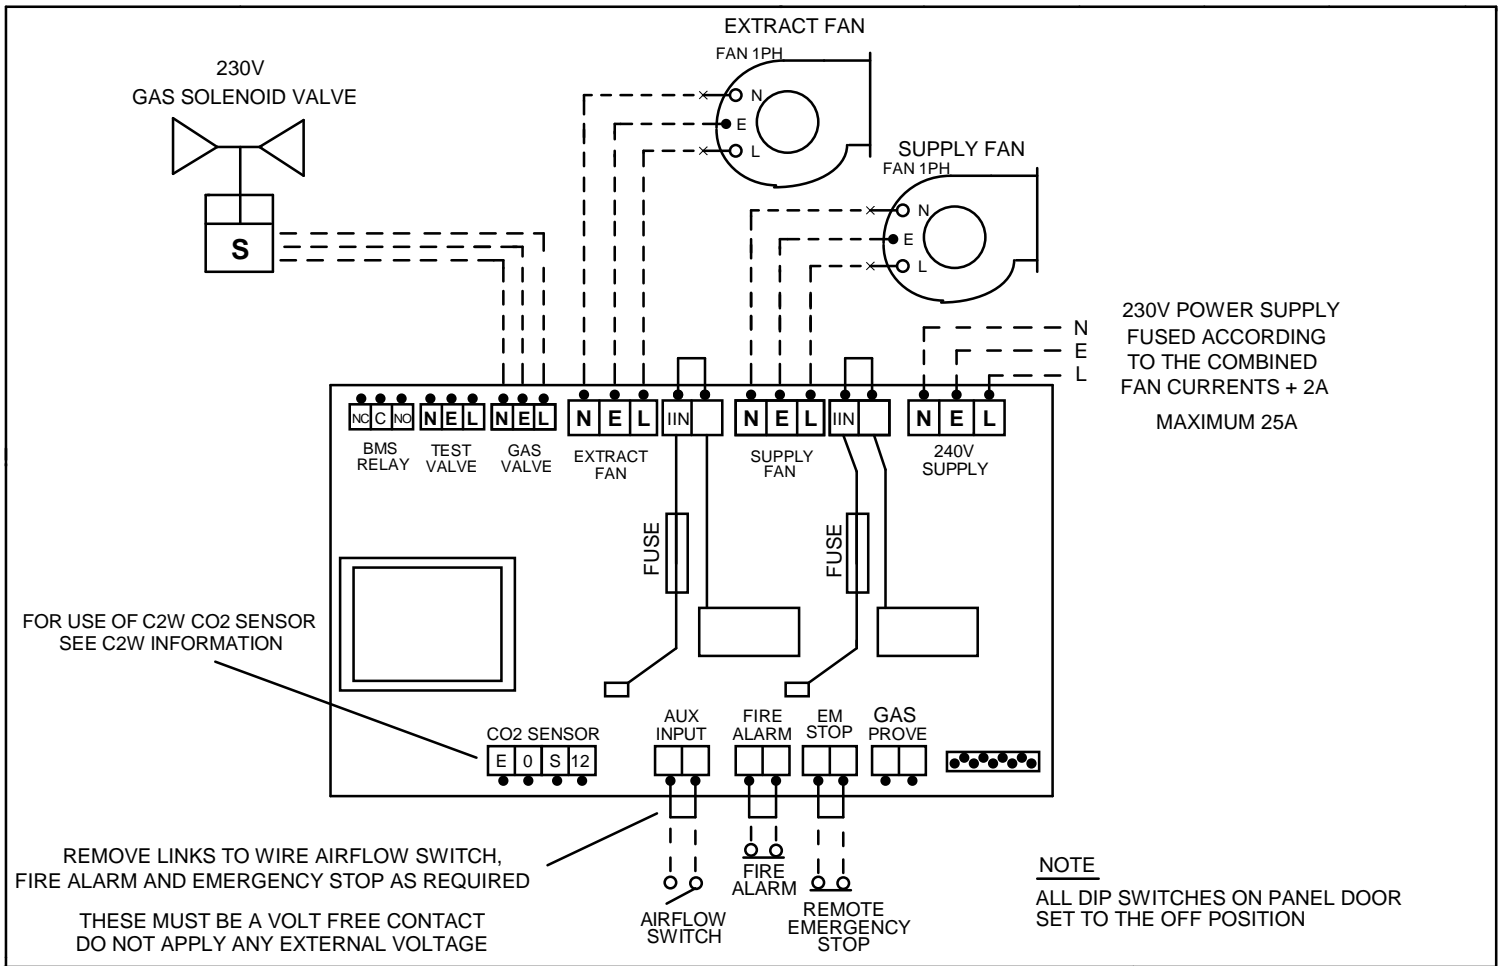 EXTRACT FAN
FAN 1PH
N
E
L
230V
GAS SOLENOID VALVE
S
SUPPLY FAN
FAN 1PH
N
E
L
230V POWER SUPPLY
FUSED ACCORDING
TO THE COMBINED
FAN CURRENTS + 2A
MAXIMUM 25A
N
E
L
NC C NO
BMS
RELAY
N E L
TEST
VALVE
N E L
GAS
VALVE
N E L
EXTRACT
FAN
IIN
N E L
SUPPLY
FAN
IIN
N E L
240V
SUPPLY
FUSE
FUSE
FOR USE OF C2W CO2 SENSOR
SEE C2W INFORMATION
CO2 SENSOR
E 0 S 12
AUX
INPUT
FIRE
ALARM
EM
STOP
GAS
PROVE
REMOVE LINKS TO WIRE AIRFLOW SWITCH,
FIRE ALARM AND EMERGENCY STOP AS REQUIRED
THESE MUST BE A VOLT FREE CONTACT
DO NOT APPLY ANY EXTERNAL VOLTAGE
AIRFLOW
SWITCH
FIRE
ALARM
REMOTE
EMERGENCY
STOP
NOTE
ALL DIP SWITCHES ON PANEL DOOR
SET TO THE OFF POSITION